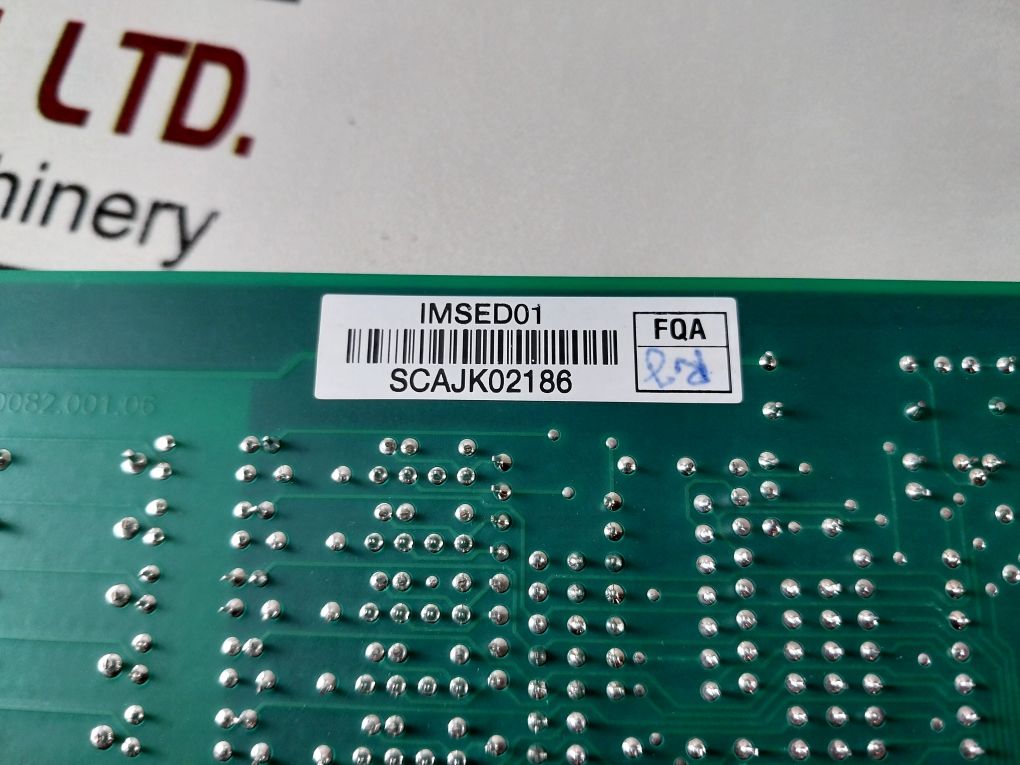 LTD.
hinery
IMSED01
FQA
SCAJK02186
0082.001.06